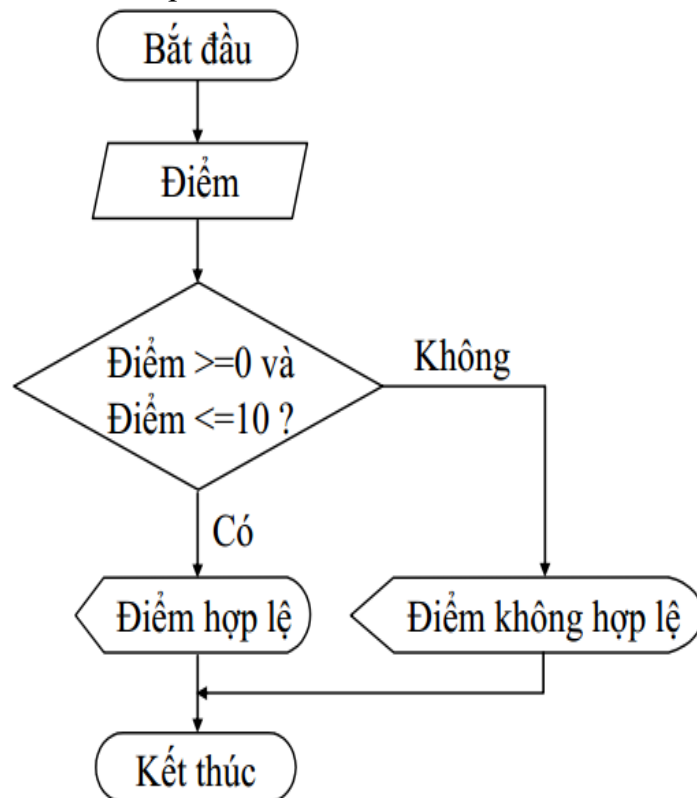 Bắt đầu
Điểm
Điểm >=0 và
Điểm <=10 ?
Không
Có
Điểm hợp lệ
Điểm không hợp lệ
Kết thúc